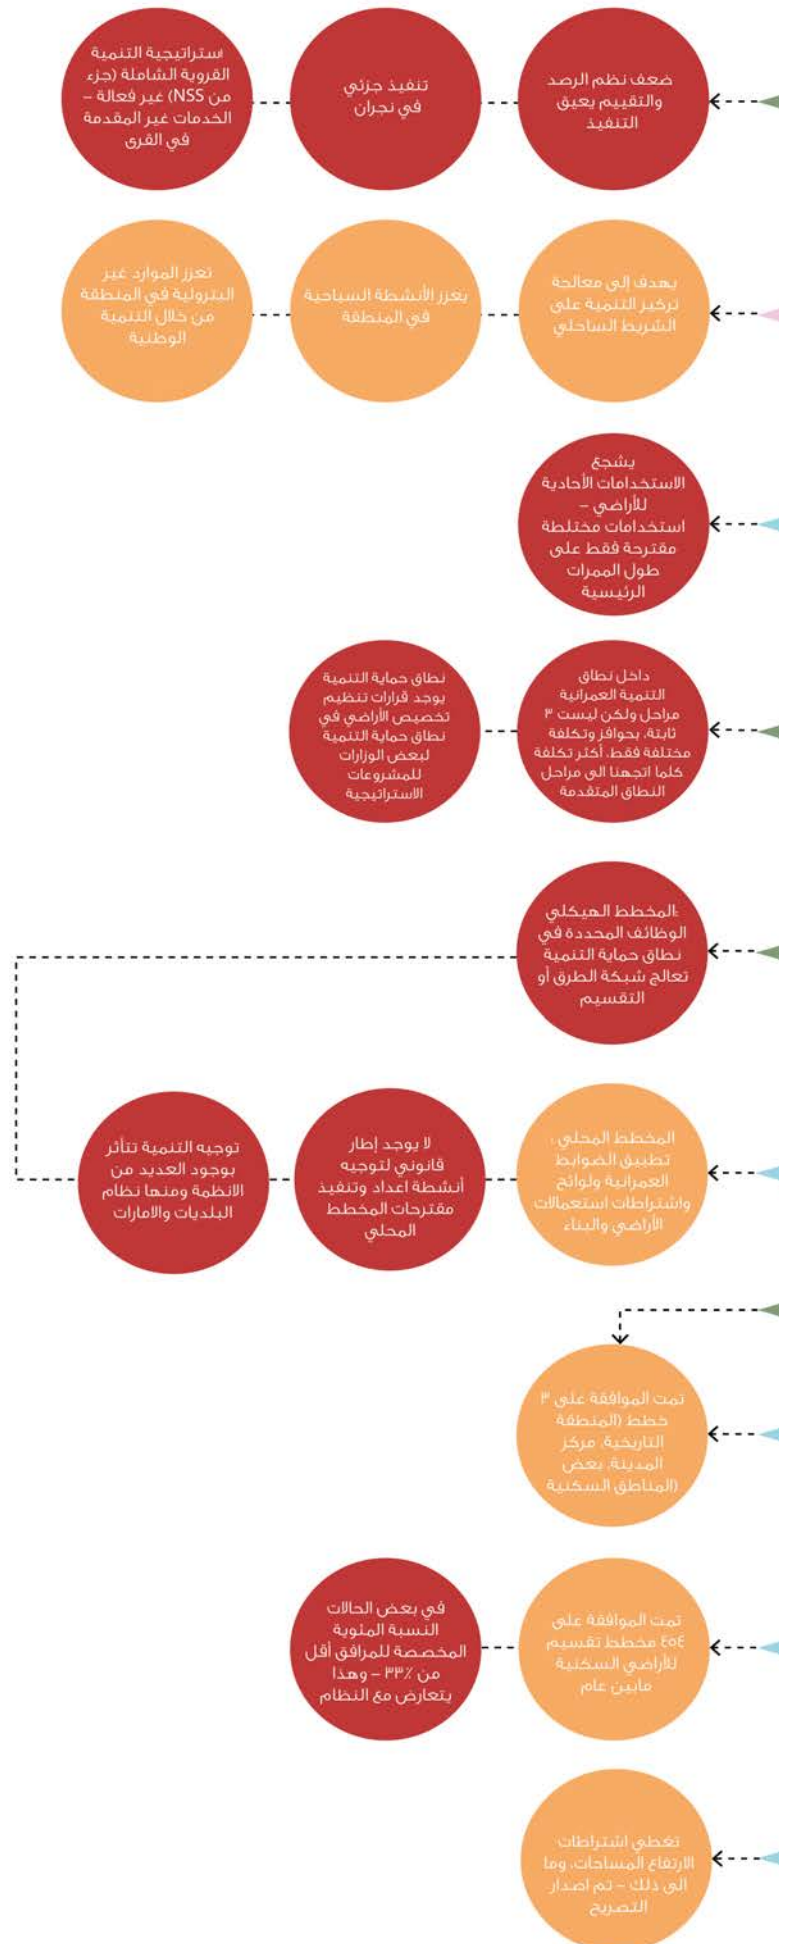 ضعف نظم الرصد
والتقييم يعيق
التنفيذ
تنفيذ جزئي
في نجران
استراتيجية التنمية
القروية الشاملة (جزء
من NSS) غير فعالة –
الخدمات غير المقدمة
في القرى
يهدف إلى معالجة
تركيز التنمية على
الشريط الساحلي
يعزز الأنشطة السياحية
في المنطقة
تعزز الموارد غير
البترولية في المنطقة
من خلال التنمية
الوطنية
يشجع
الاستخدامات الأحادية
للأراضي –
استخدامات مختلطة
مقترحة فقط على
طول الممرات
الرئيسية
داخل نطاق
التنمية العمرانية
٣ مراحل ولكن ليست
ثابتة، بحوافز وتكلفة
مختلفة فقط، أكثر تكلفة
كلما اتجهنا الى مراحل
النطاق المتقدمة
نطاق حماية التنمية
يوجد قرارات تنظيم
تخصيص الأراضي في
نطاق حماية التنمية
لبعض الوزارات
للمشروعات
الاستراتيجية
:المخطط الهيكلي
الوظائف المحددة في
نطاق حماية التنمية
تعالج شبكة الطرق أو
التقسيم
المخطط المحلي ،
تطبيق الضوابط
العمرانية ولوائح
واشتراطات استعمالات
الأراضي والبناء
لا يوجد إطار
قانوني لتوجيه
أنشطة اعداد وتنفيذ
مقترحات المخطط
المحلي
توجيه التنمية تتأثر
بوجود العديد من
الانظمة ومنها نظام
البلديات والامارات
تمت الموافقة على ٣
خطط (المنطقة
التاريخية، مركز
المدينة، بعض
(المناطق السكنية
تمت الموافقة على
٤٥٤ مخطط تقسيم
للأراضي السكنية
مابين عام
في بعض الحالات
النسبة المئوية
المخصصة للمرافق أقل
من ٣٣٪ – وهذا
يتعارض مع النظام
تغطي اشتراطات
الارتفاع المساحات، وما
الى ذلك – تم اصدار
التصريح